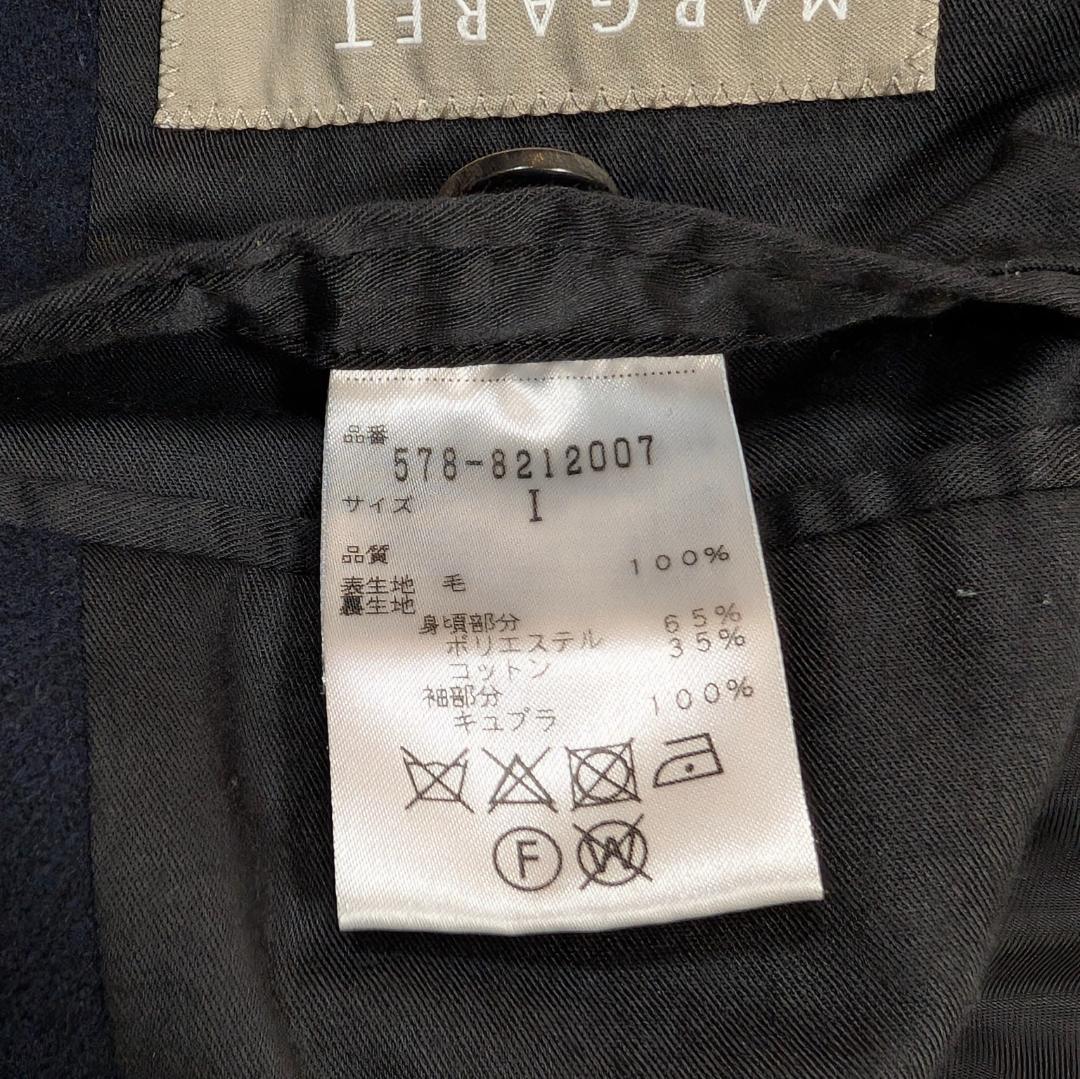 MARGARET
品番
578-8212007
サイズ I
品質
表生地 毛 100%
裏生地
身頃部分
ポリエステル 65%
コットン 35%
袖部分
キュプラ 100%
F W